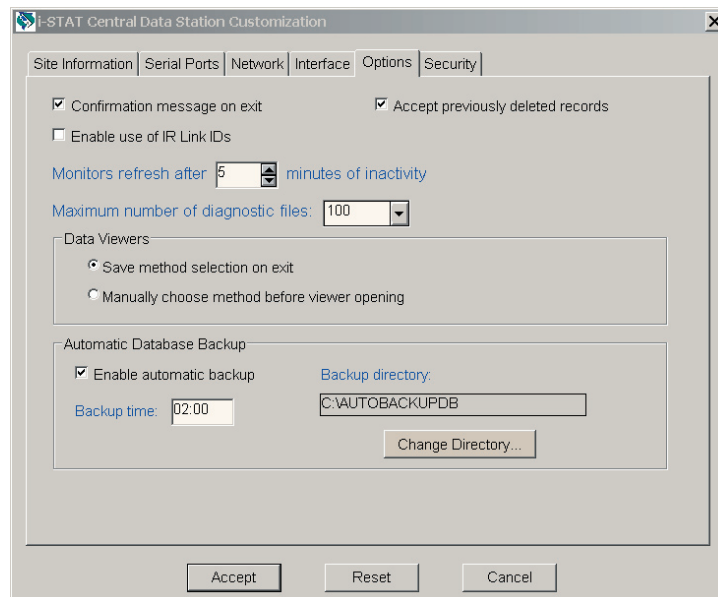 i-STAT Central Data Station Customization
Site Information Serial Ports Network Interface Options Security
Confirmation message on exit Accept previously deleted records
Enable use of IR Link IDs
Monitors refresh after 5 minutes of inactivity
Maximum number of diagnostic files: 100
Data Viewers
Save method selection on exit
Manually choose method before viewer opening
Automatic Database Backup
Enable automatic backup Backup directory:
Backup time: 02:00 C:\AUTOBACKUPDB
Change Directory...
Accept Reset Cancel